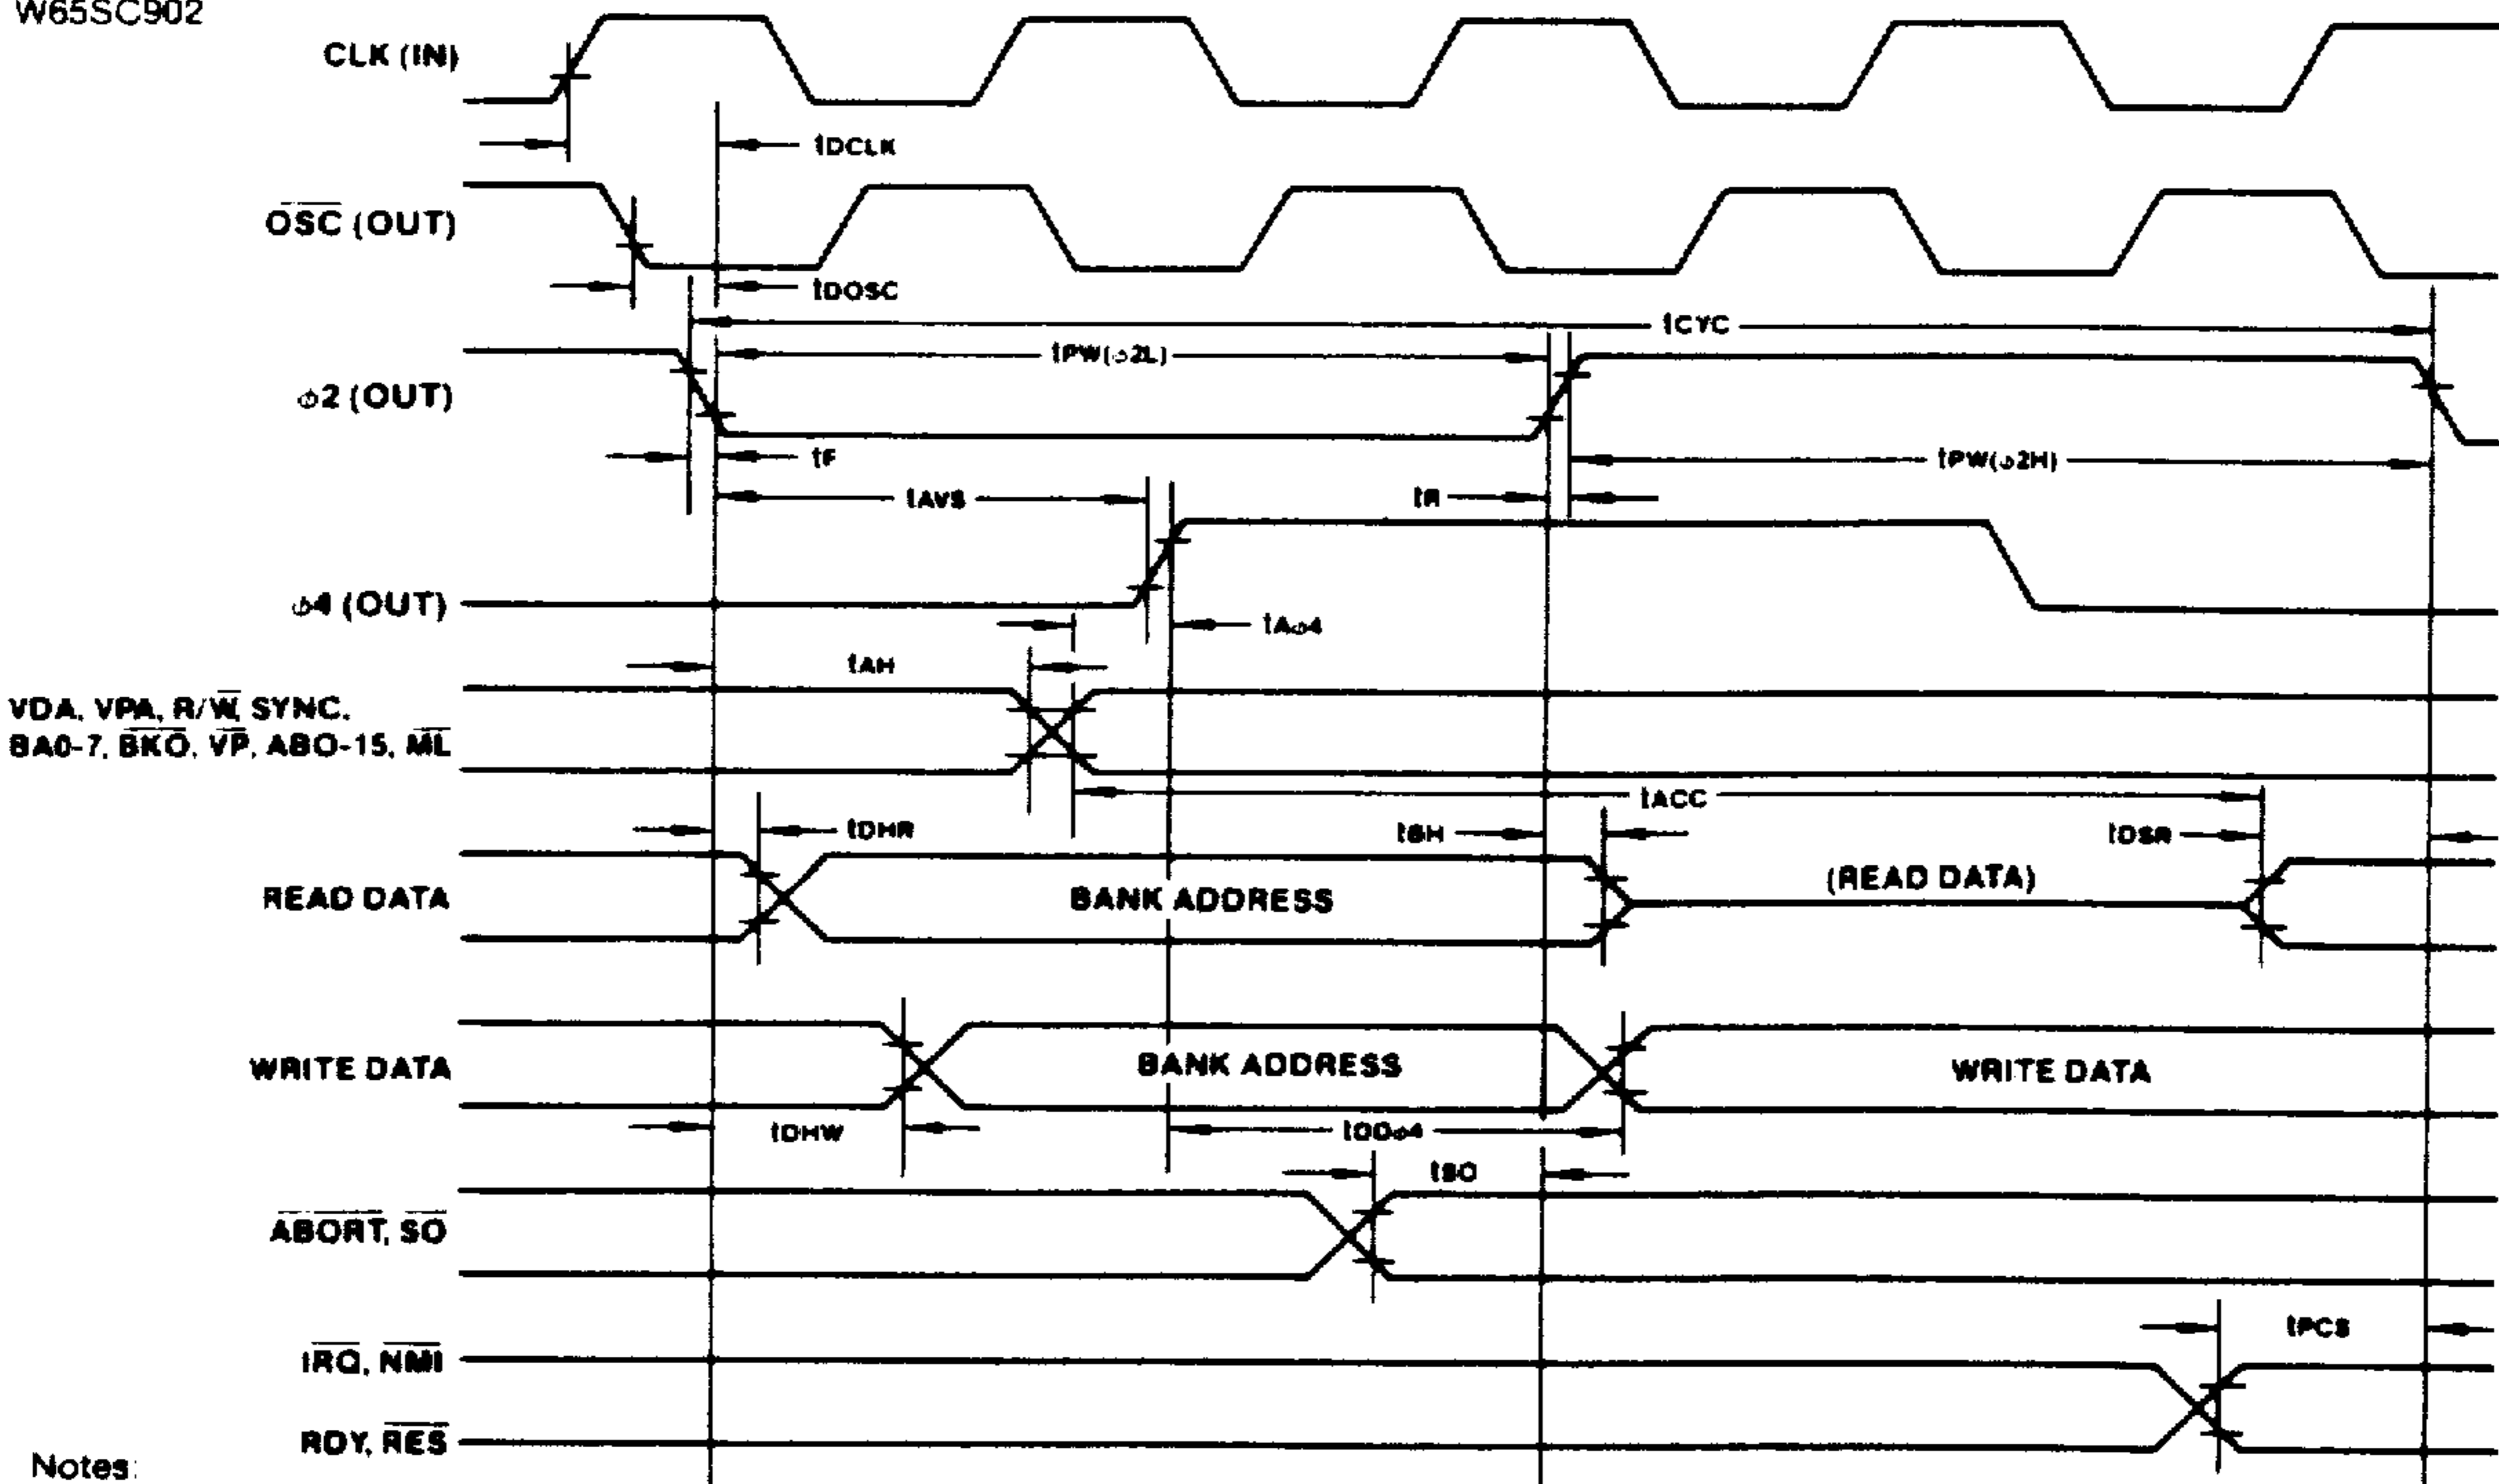 W65SC902
CLK (IN)
tDCLK
OSC (OUT)
tDOSC
tCYC
tPW(φ2L)
φ2 (OUT)
tF
tPW(φ2H)
tAVS
tR
φ4 (OUT)
tAφ4
tAH
VDA, VPA, R/W, SYNC,
BA0-7, BKO, VP, ABO-15, ML
tACC
tDHR
tBH
tDSR
READ DATA
BANK ADDRESS
(READ DATA)
WRITE DATA
BANK ADDRESS
WRITE DATA
tDHW
tDDφ4
tSO
ABORT, SO
tPCS
IRQ, NMI
RDY, RES
Notes: